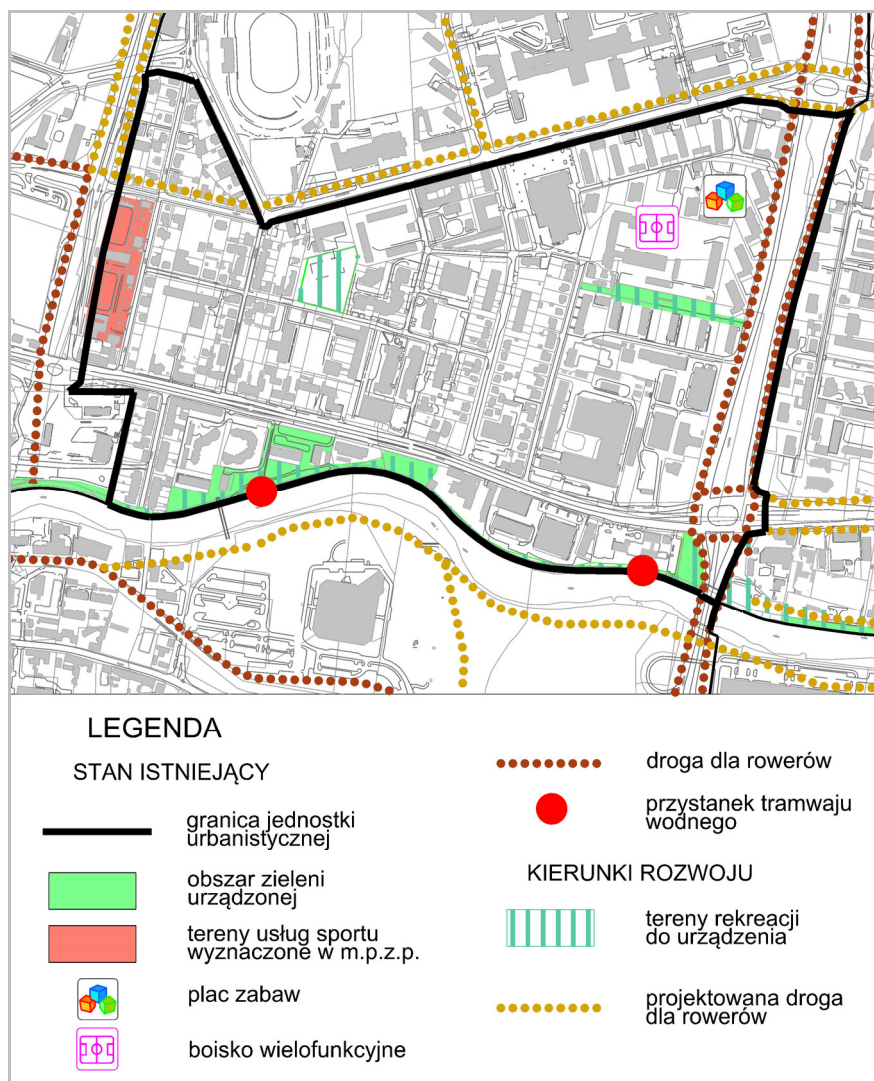 LEGENDA
STAN ISTNIEJĄCY
granica jednostki
urbanistycznej
obszar zieleni
urządzonej
tereny usług sportu
wyznaczone w m.p.z.p.
plac zabaw
boisko wielofunkcyjne
droga dla rowerów
przystanek tramwaju
wodnego
KIERUNKI ROZWOJU
tereny rekreacji
do urządzenia
projektowana droga
dla rowerów